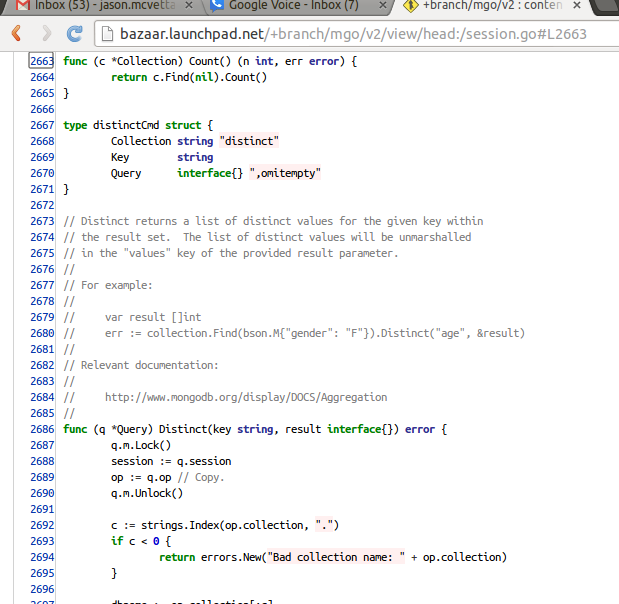 Inbox (53) - jason.mcvetta
Google Voice - Inbox (7)
+branch/mgo/v2 : conten
bazaar.launchpad.net/+branch/mgo/v2/view/head:/session.go#L2663
2663 func (c *Collection) Count() (n int, err error) {
2664 return c.Find(nil).Count()
2665 }
2666
2667 type distinctCmd struct {
2668 Collection string "distinct"
2669 Key string
2670 Query interface{} ",omitempty"
2671 }
2672
2673 // Distinct returns a list of distinct values for the given key within
2674 // the result set.  The list of distinct values will be unmarshalled
2675 // in the "values" key of the provided result parameter.
2676 //
2677 // For example:
2678 //
2679 //     var result []int
2680 //     err := collection.Find(bson.M{"gender": "F"}).Distinct("age", &result)
2681 //
2682 // Relevant documentation:
2683 //
2684 //     http://www.mongodb.org/display/DOCS/Aggregation
2685 //
2686 func (q *Query) Distinct(key string, result interface{}) error {
2687 q.m.Lock()
2688 session := q.session
2689 op := q.op // Copy.
2690 q.m.Unlock()
2691
2692 c := strings.Index(op.collection, ".")
2693 if c < 0 {
2694 return errors.New("Bad collection name: " + op.collection)
2695 }
2696